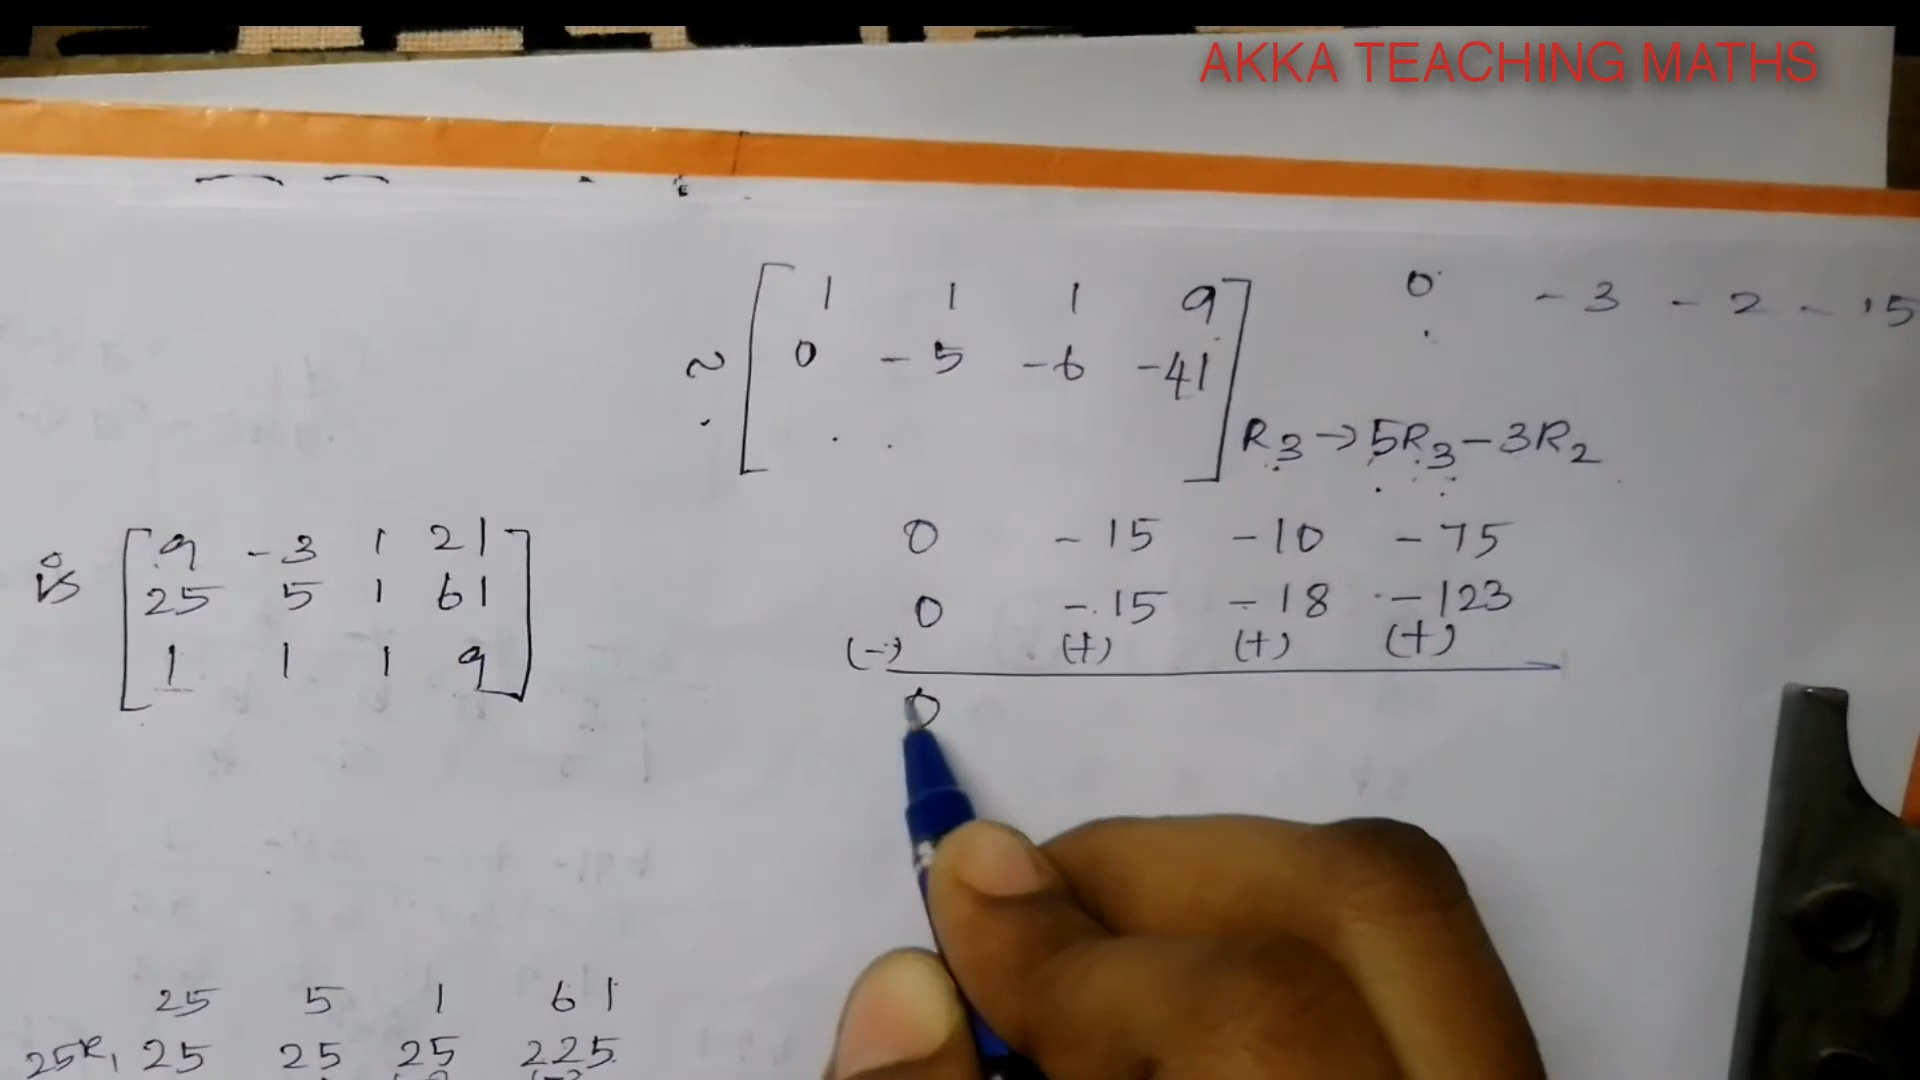 AKKA TEACHING MATHS
1 1 1 9
~ 0 -5 -6 -41
0 -3 -2 -15
R3 → 5R3 - 3R2
0 -15 -10 -75
0 -15 -18 -123
(-) (+) (+) (+)
0
is 9 -3 1 21
25 5 1 61
1 1 1 9
25 5 1 61
25R1 25 25 25 225